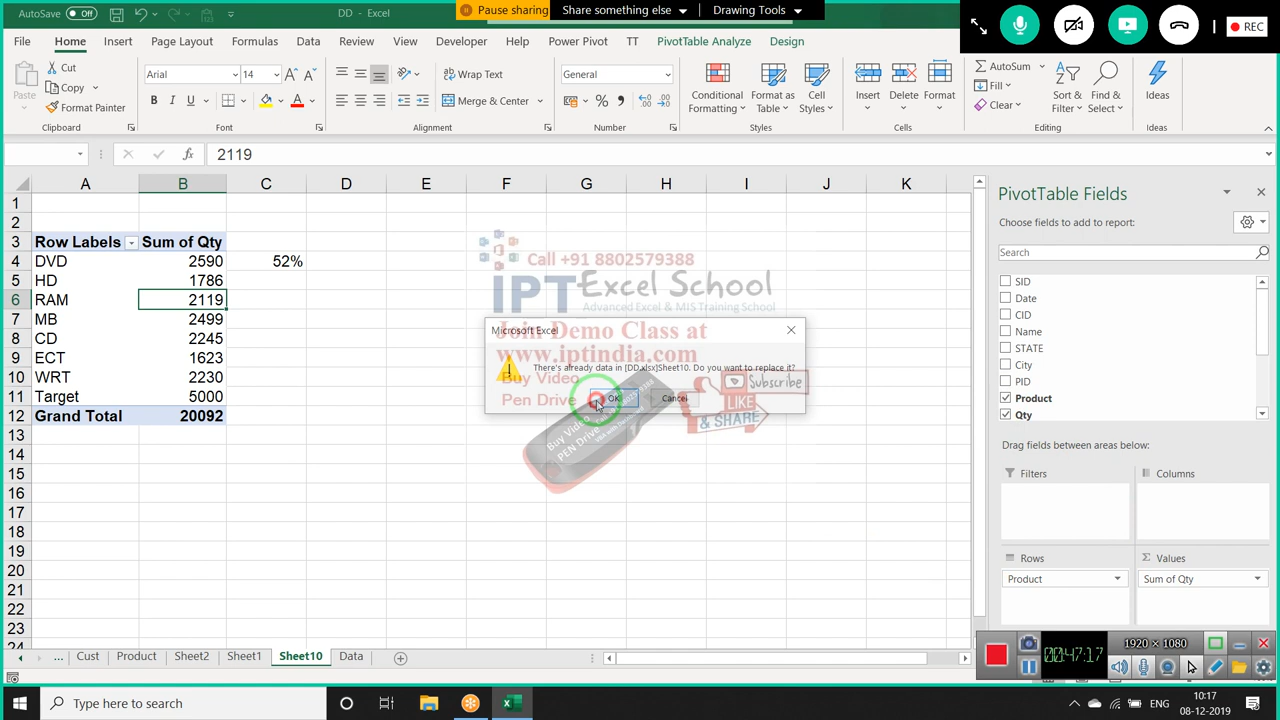 AutoSave Off
DD - Excel
Pause sharing
Share something else
Drawing Tools
REC
File Home Insert Page Layout Formulas Data Review View Developer Help Power Pivot TT PivotTable Analyze Design
Paste
Cut
Copy
Format Painter
Clipboard
Arial 14
B I U
Font
Wrap Text
Merge & Center
Alignment
General
Number
Conditional Formatting
Format as Table
Cell Styles
Styles
Insert Delete Format
Cells
AutoSum
Fill
Clear
Sort & Filter
Find & Select
Editing
Ideas
Ideas
fx 2119
A B C D E F G H I J K
1
2
3 Row Labels Sum of Qty
4 DVD 2590 52%
5 HD 1786
6 RAM 2119
7 MB 2499
8 CD 2245
9 ECT 1623
10 WRT 2230
11 Target 5000
12 Grand Total 20092
13
14
15
16
17
18
19
20
21
22
23
24
Call +91 8802579388
IPT Excel School
Advanced Excel & MIS Training School
Join Demo Class at
www.iptindia.com
Buy Video
Pen Drive
Subscribe
LIKE
& SHARE
Buy Video
PEN Drive
Microsoft Excel
There's already data in [DD.xlsx]Sheet10. Do you want to replace it?
OK Cancel
PivotTable Fields
Choose fields to add to report:
Search
SID
Date
CID
Name
STATE
City
PID
Product
Qty
Drag fields between areas below:
Filters
Columns
Rows
Values
Product
Sum of Qty
... Cust Product Sheet2 Sheet1 Sheet10 Data
00:47:17
1920 × 1080
Type here to search
ENG
10:17
08-12-2019